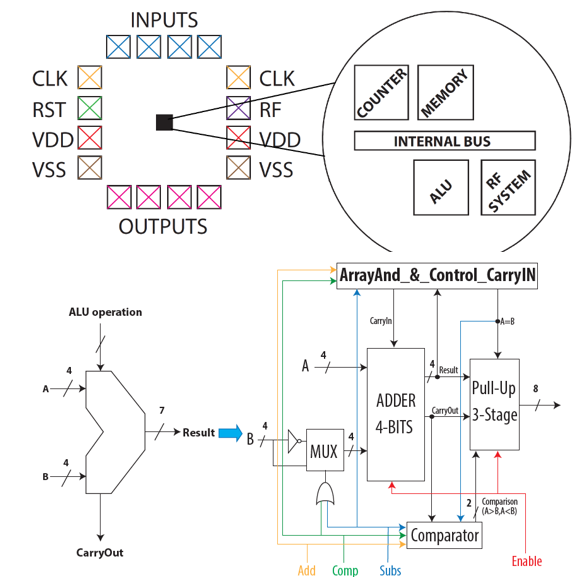 INPUTS
CLK
CLK
RST
RF
VDD
VDD
VSS
VSS
OUTPUTS
COUNTER
MEMORY
INTERNAL BUS
ALU
RF
SYSTEM
ALU operation
A
4
B
4
7
Result
CarryOut
ArrayAnd_&_Control_CarryIN
CarryIn
A=B
A
4
4
Result
ADDER
4-BITS
CarryOut
Pull-Up
3-Stage
8
B
4
MUX
4
2
Comparison
(A>B,A<B)
Comparator
Enable
Add
Comp
Subs